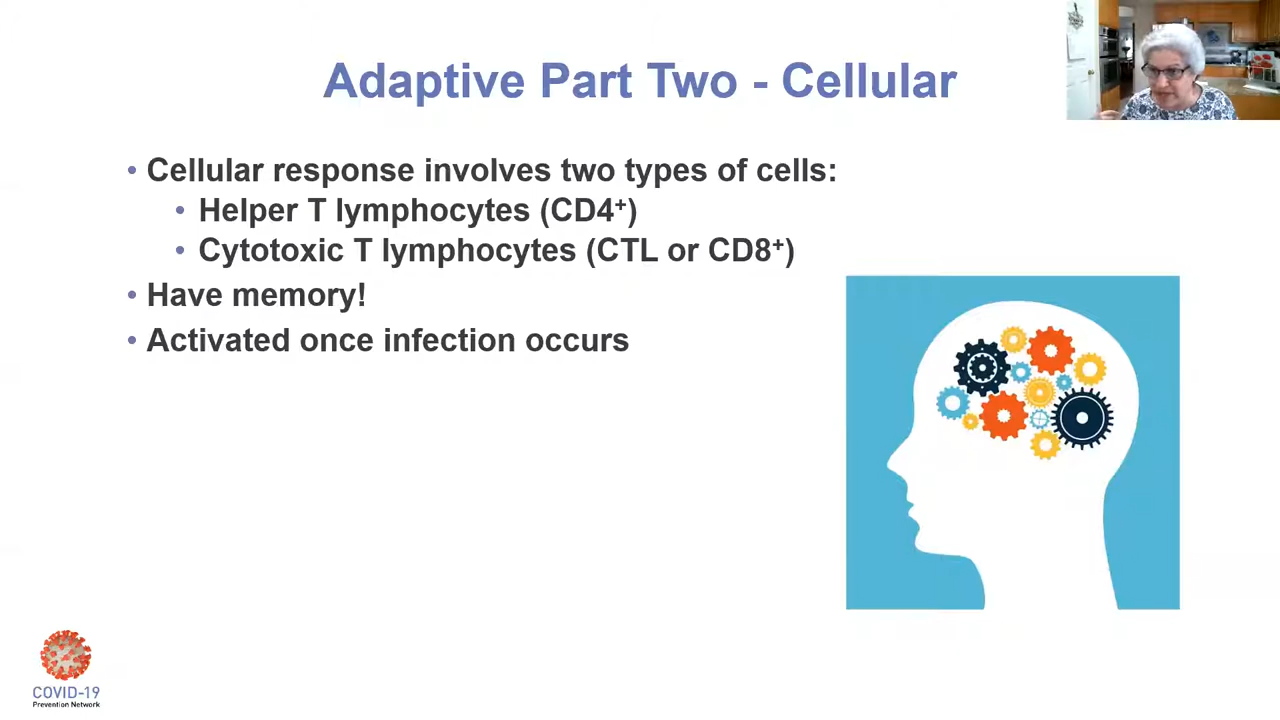 Adaptive Part Two - Cellular
• Cellular response involves two types of cells:
• Helper T lymphocytes (CD4⁺)
• Cytotoxic T lymphocytes (CTL or CD8⁺)
• Have memory!
• Activated once infection occurs
COVID-19
Prevention Network